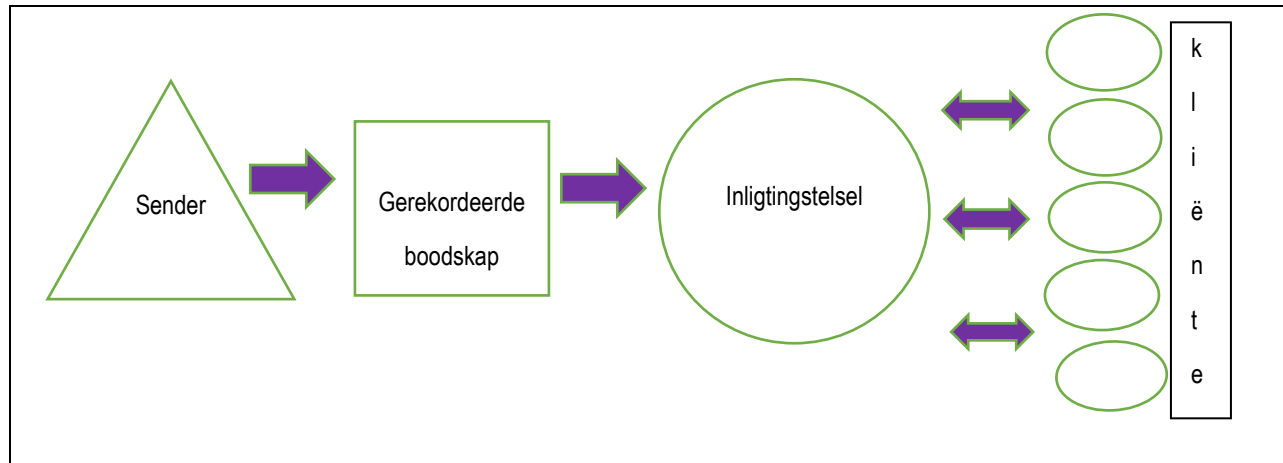 Sender
Gerekordeerde
boodskap
Inligtingstelsel
k
l
i
ë
n
t
e